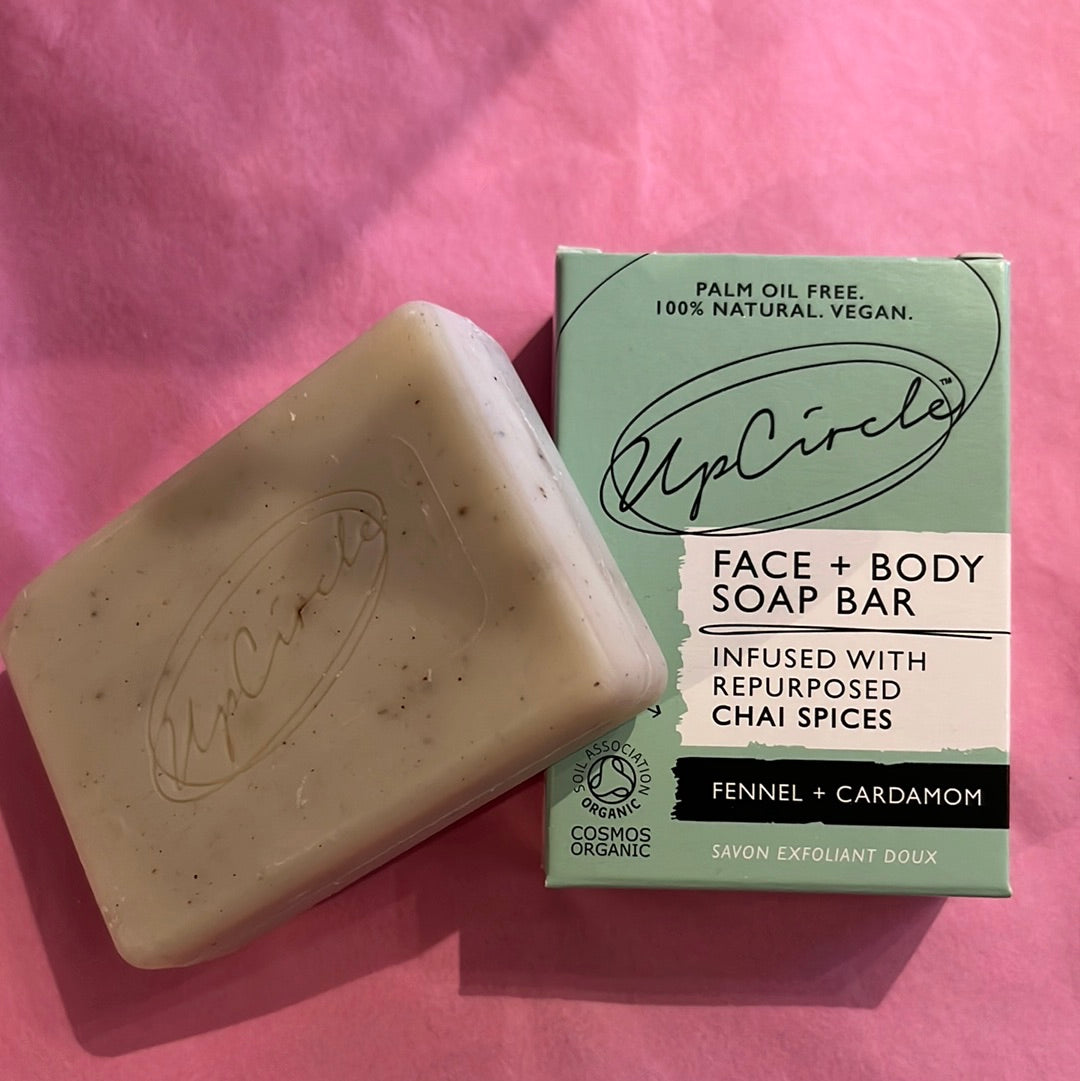 UpCircle
PALM OIL FREE.
100% NATURAL. VEGAN.
UpCircle™
FACE + BODY
SOAP BAR
INFUSED WITH
REPURPOSED
CHAI SPICES
FENNEL + CARDAMOM
SAVON EXFOLIANT DOUX
SOIL ASSOCIATION
ORGANIC
COSMOS
ORGANIC